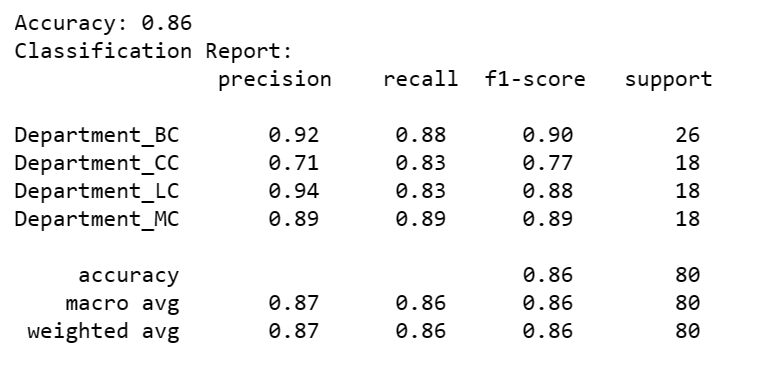 Accuracy: 0.86
Classification Report:
precision recall f1-score support
Department_BC 0.92 0.88 0.90 26
Department_CC 0.71 0.83 0.77 18
Department_LC 0.94 0.83 0.88 18
Department_MC 0.89 0.89 0.89 18
accuracy 0.86 80
macro avg 0.87 0.86 0.86 80
weighted avg 0.87 0.86 0.86 80